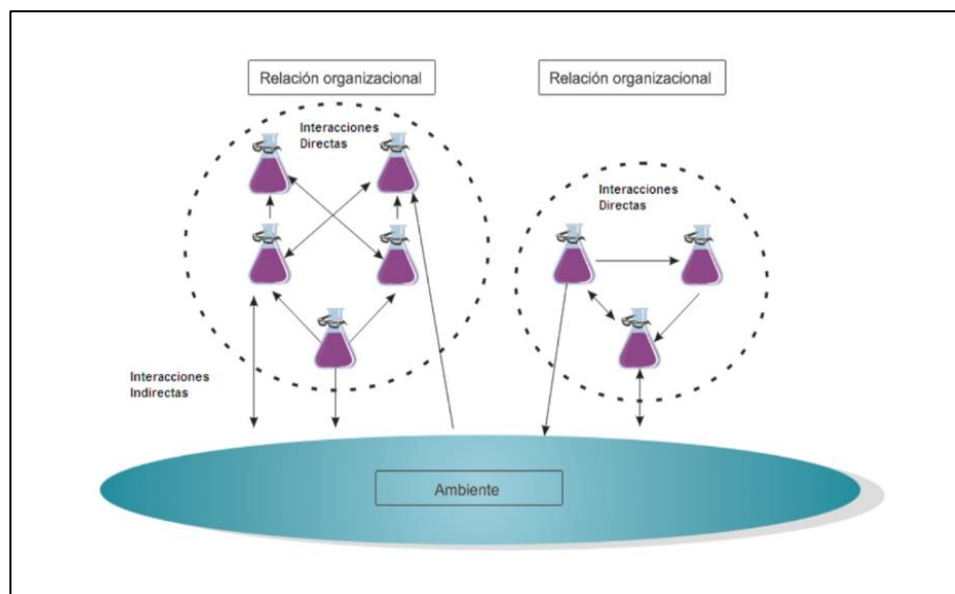 Relación organizacional
Relación organizacional
Interacciones
Directas
Interacciones
Directas
Interacciones
Indirectas
Ambiente